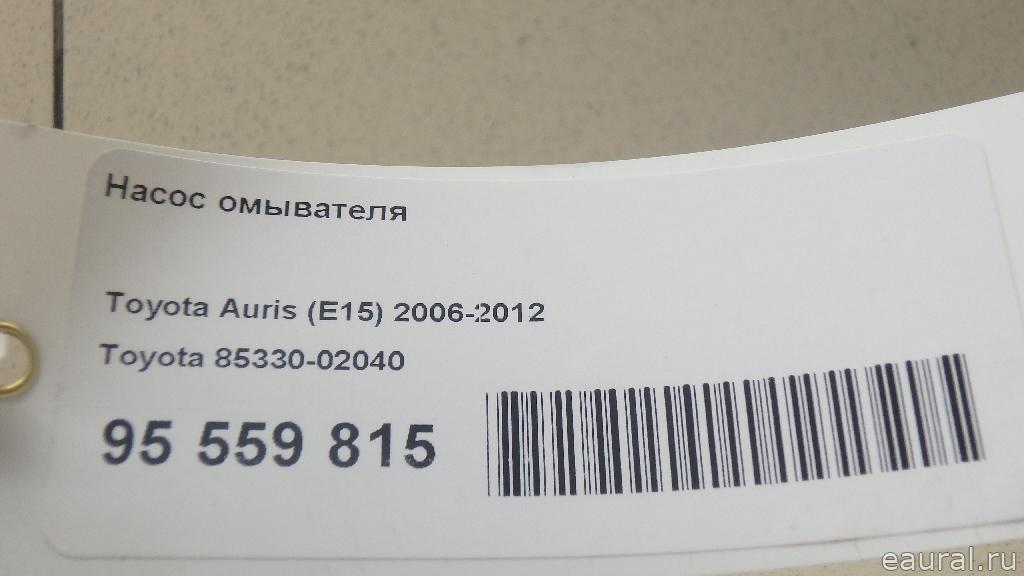 Насос омывателя
Toyota Auris (E15) 2006-2012
Toyota 85330-02040
95 559 815
eaural.ru